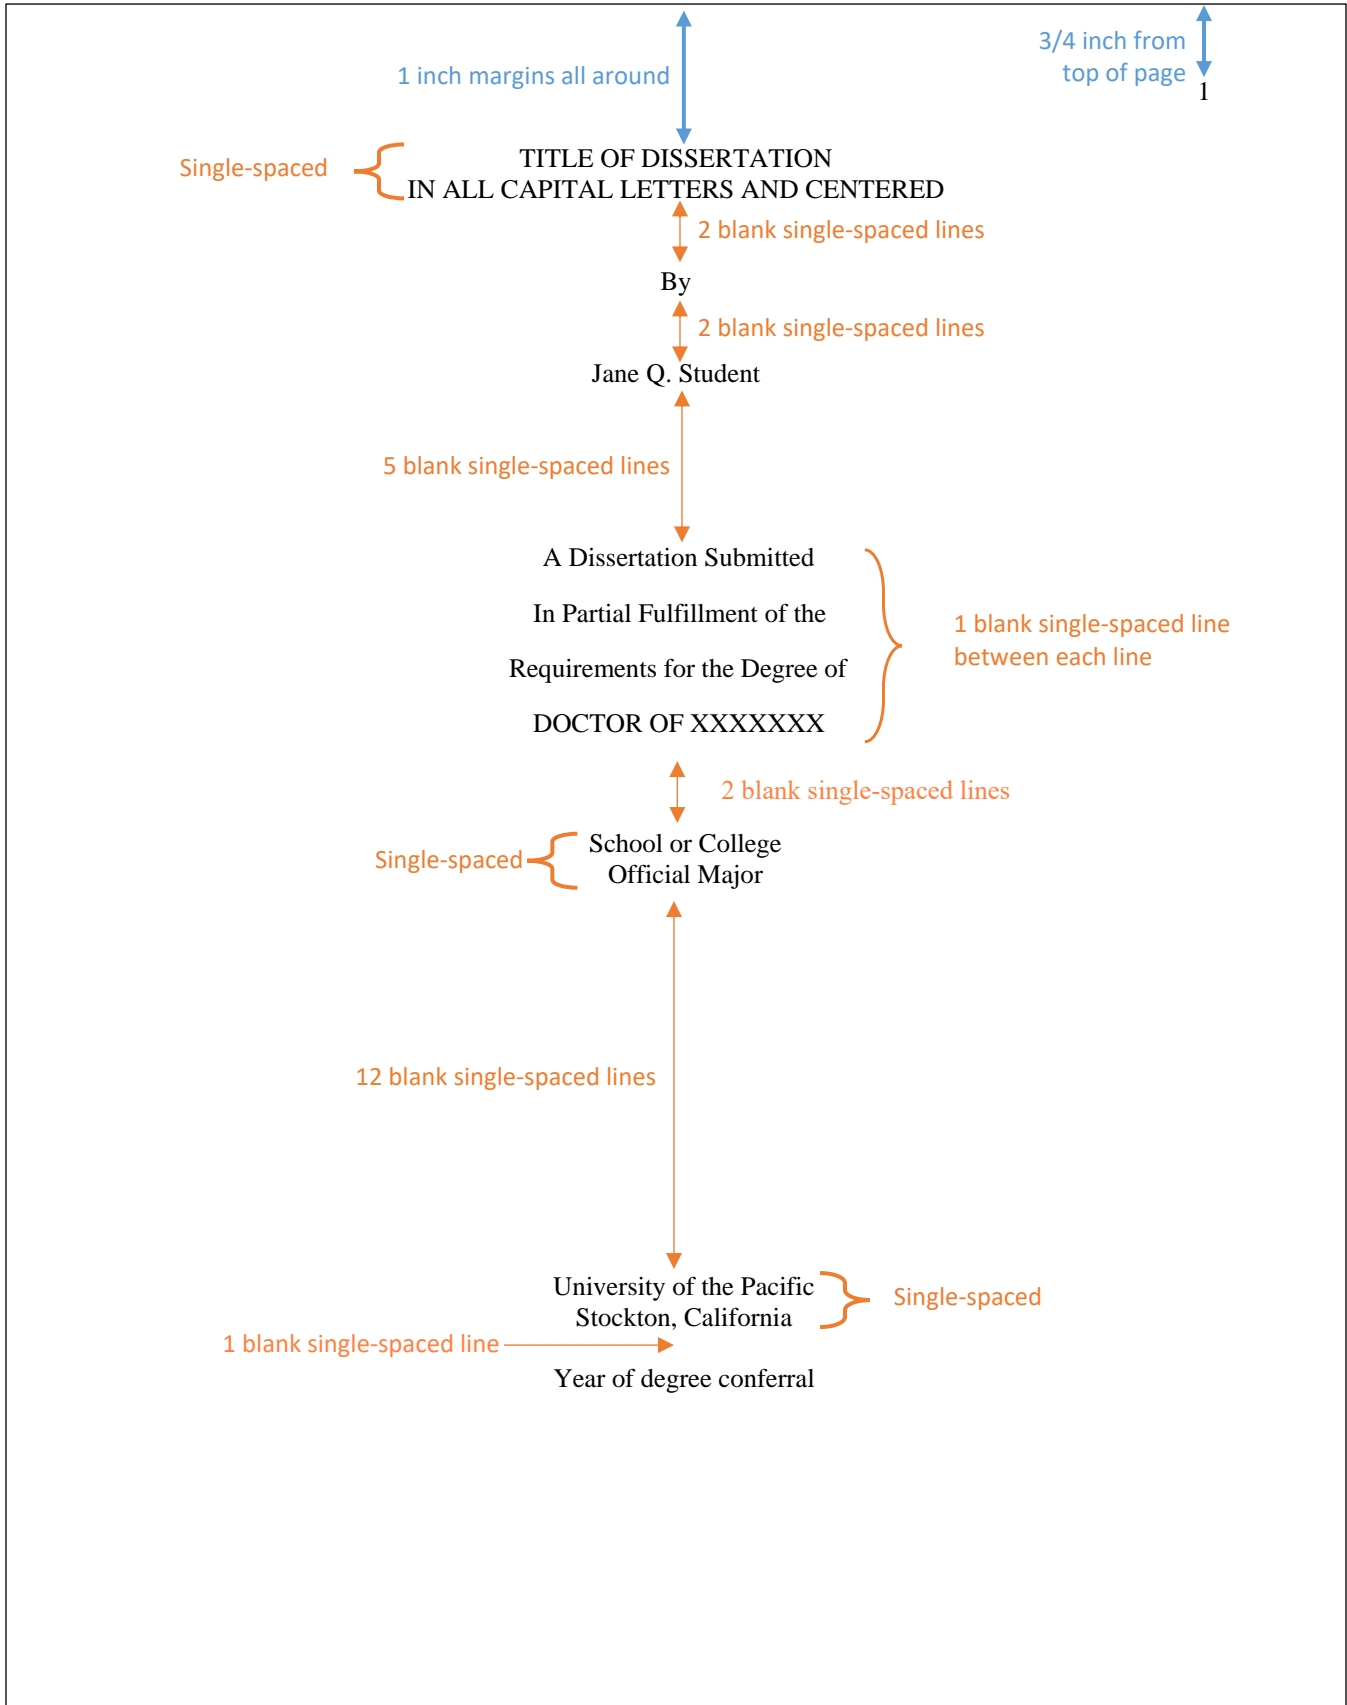 3/4 inch from
top of page
1 inch margins all around
1
Single-spaced
TITLE OF DISSERTATION
IN ALL CAPITAL LETTERS AND CENTERED
2 blank single-spaced lines
By
2 blank single-spaced lines
Jane Q. Student
5 blank single-spaced lines
A Dissertation Submitted
In Partial Fulfillment of the
Requirements for the Degree of
DOCTOR OF XXXXXXX
1 blank single-spaced line
between each line
2 blank single-spaced lines
Single-spaced
School or College
Official Major
12 blank single-spaced lines
University of the Pacific
Stockton, California
Single-spaced
1 blank single-spaced line
Year of degree conferral